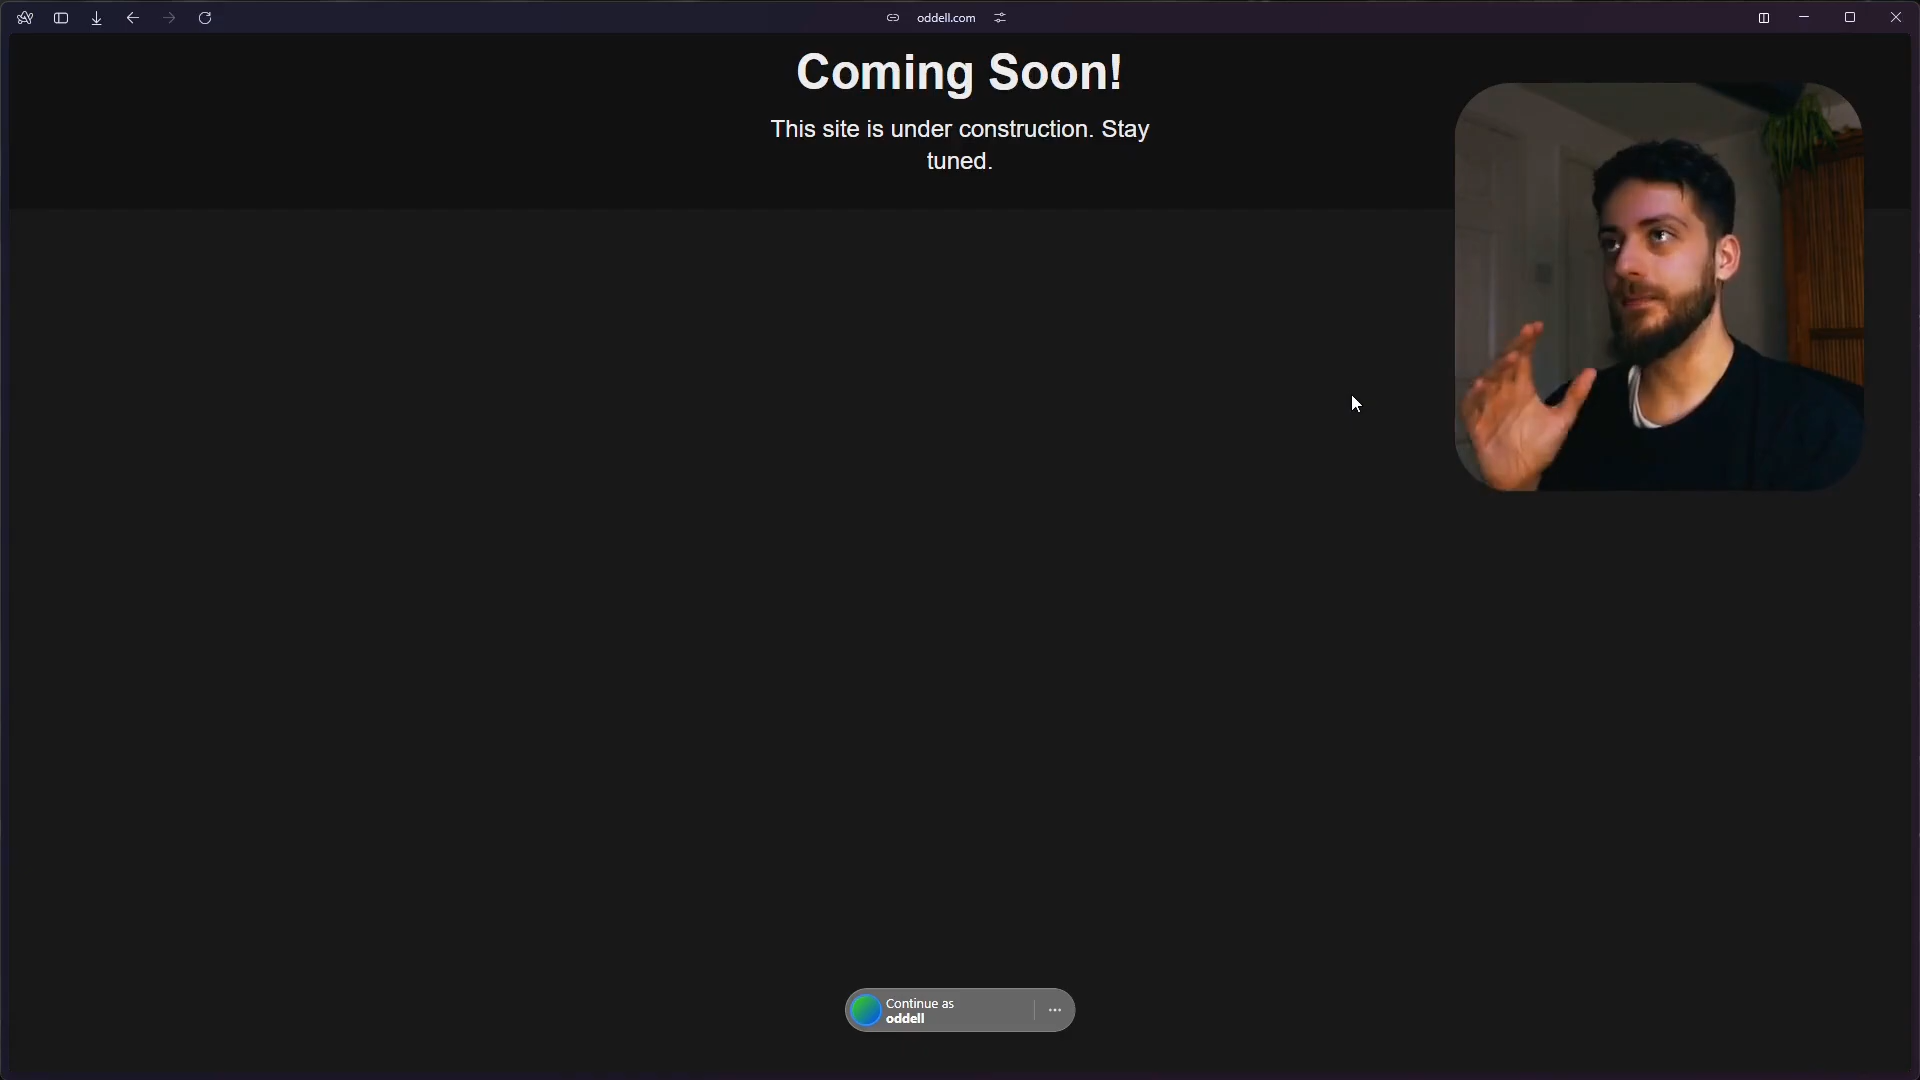 oddell.com
Coming Soon!
This site is under construction. Stay
tuned.
Continue as
oddell